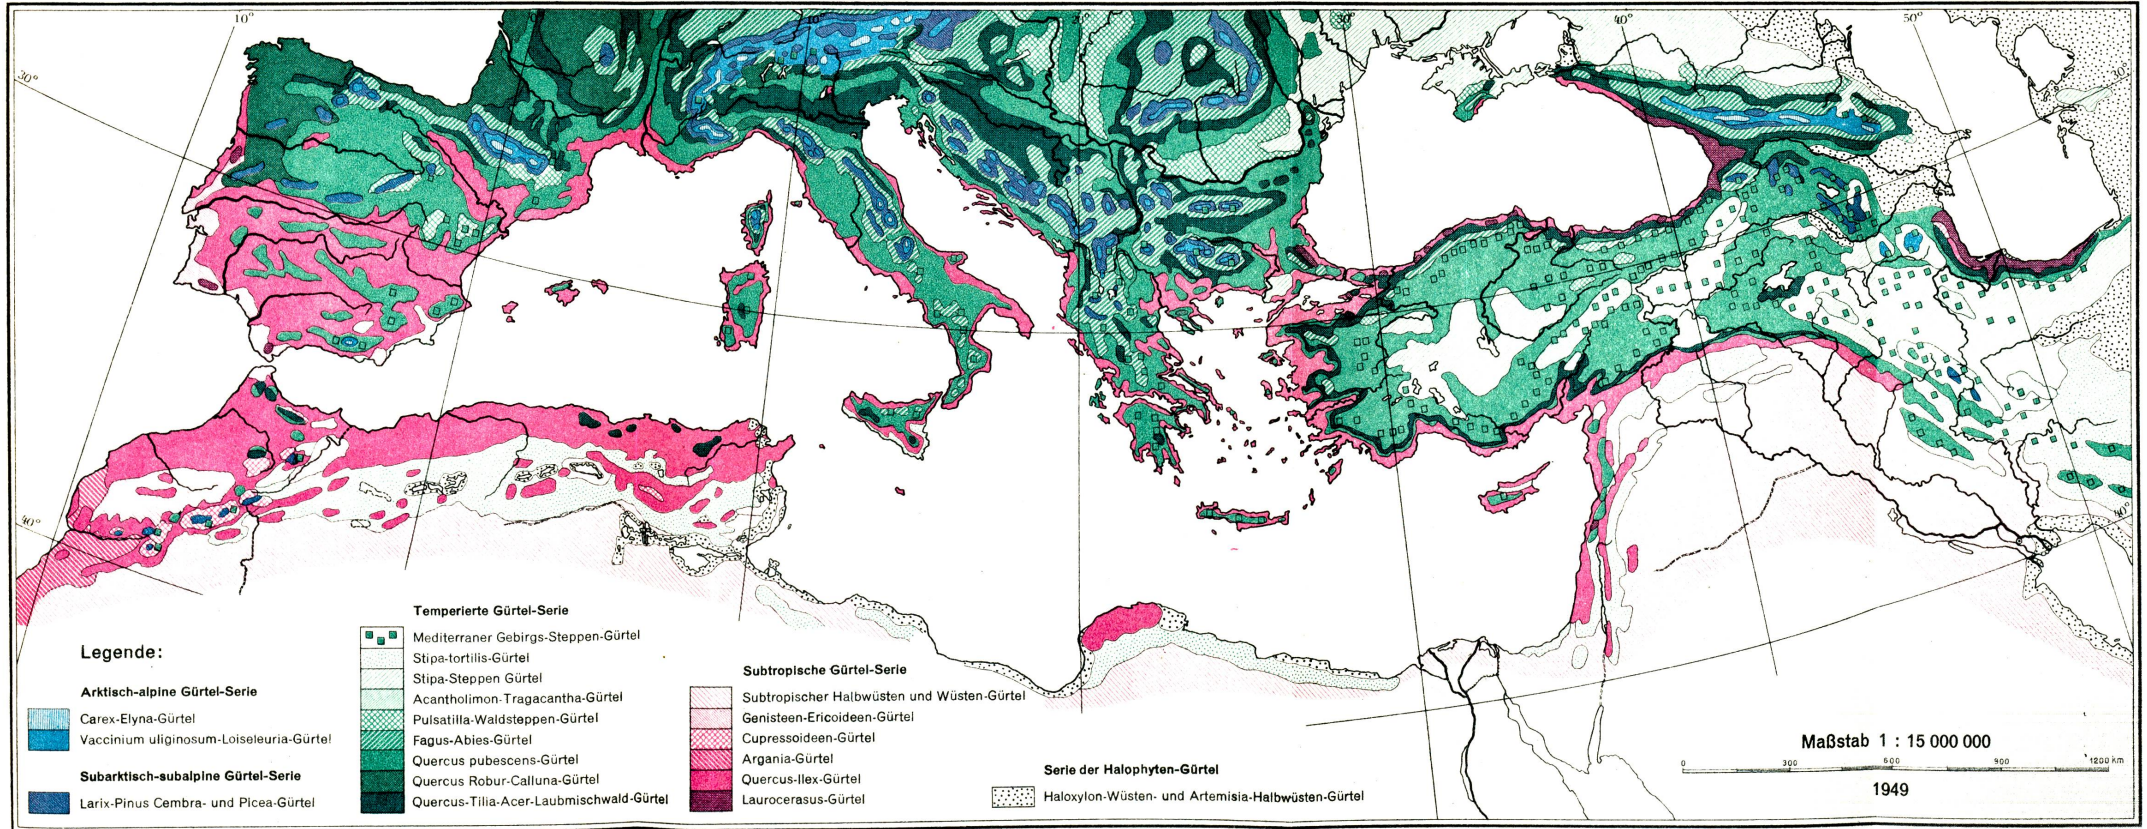 10°
10°
20°
30°
40°
50°
30°
30°
40°
40°
Legende:
Arktisch-alpine Gürtel-Serie
Carex-Elyna-Gürtel
Vaccinium uliginosum-Loiseleuria-Gürtel
Subarktisch-subalpine Gürtel-Serie
Larix-Pinus Cembra- und Picea-Gürtel
Temperierte Gürtel-Serie
Mediterraner Gebirgs-Steppen-Gürtel
Stipa-tortilis-Gürtel
Stipa-Steppen Gürtel
Acantholimon-Tragacantha-Gürtel
Pulsatilla-Waldsteppen-Gürtel
Fagus-Abies-Gürtel
Quercus pubescens-Gürtel
Quercus Robur-Calluna-Gürtel
Quercus-Tilia-Acer-Laubmischwald-Gürtel
Subtropische Gürtel-Serie
Subtropischer Halbwüsten und Wüsten-Gürtel
Genisteen-Ericoideen-Gürtel
Cupressoideen-Gürtel
Argania-Gürtel
Quercus-Ilex-Gürtel
Laurocerasus-Gürtel
Serie der Halophyten-Gürtel
Haloxylon-Wüsten- und Artemisia-Halbwüsten-Gürtel
Maßstab 1 : 15 000 000
0 300 600 900 1200 km
1949